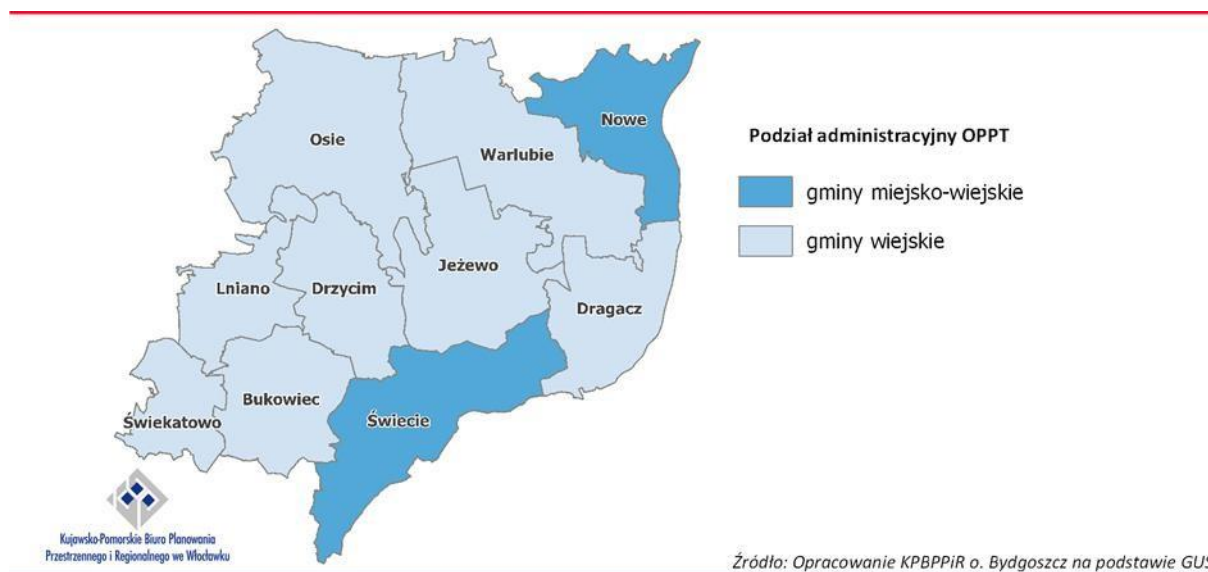 Nowe
Osie
Warlubie
Podział administracyjny OPPT
gminy miejsko-wiejskie
gminy wiejskie
Jeżewo
Lniano
Drzycim
Dragacz
Bukowiec
Świekatowo
Świecie
Kujawsko-Pomorskie Biuro Planowania
Przestrzennego i Regionalnego we Włocławku
Źródło: Opracowanie KPBPPiR o. Bydgoszcz na podstawie GUS